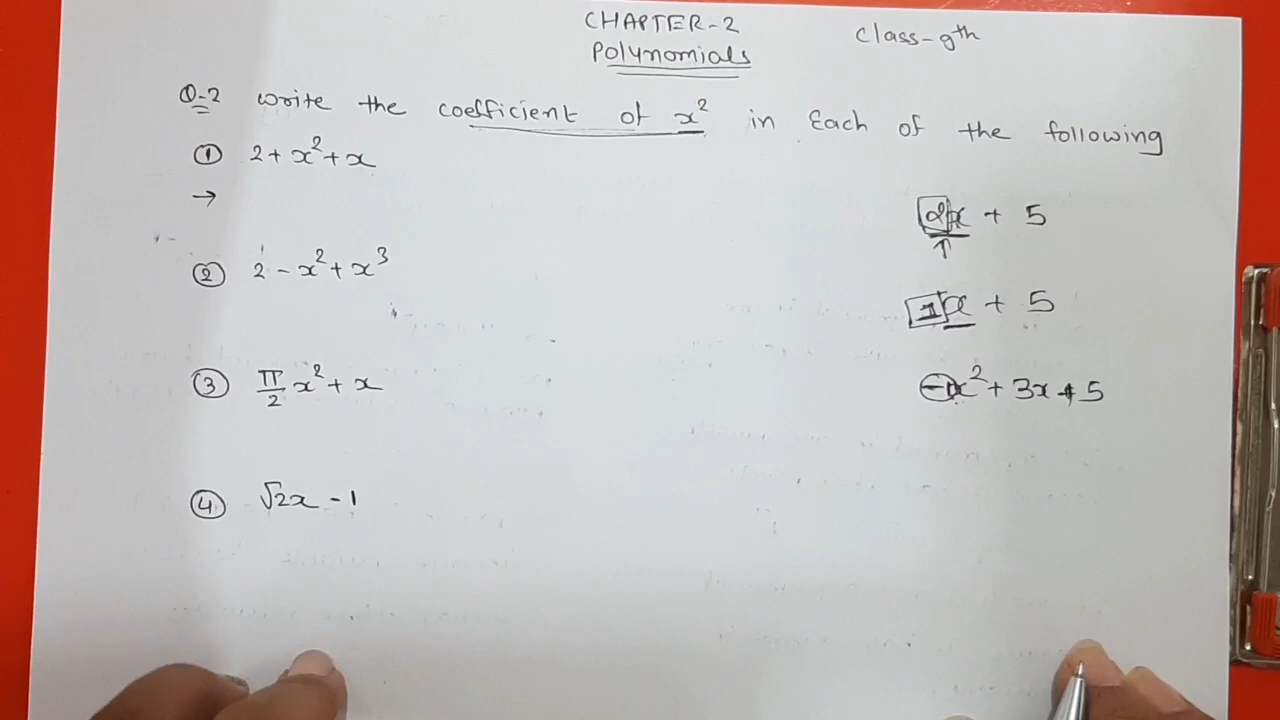 CHAPTER-2
Polynomials
Class-9th
Q-2 write the coefficient of x² in Each of the following
① 2 + x² + x
→
② 2 - x² + x³
③ π/2 x² + x
④ √2x - 1
2x + 5
↑
1x + 5
-1x² + 3x + 5